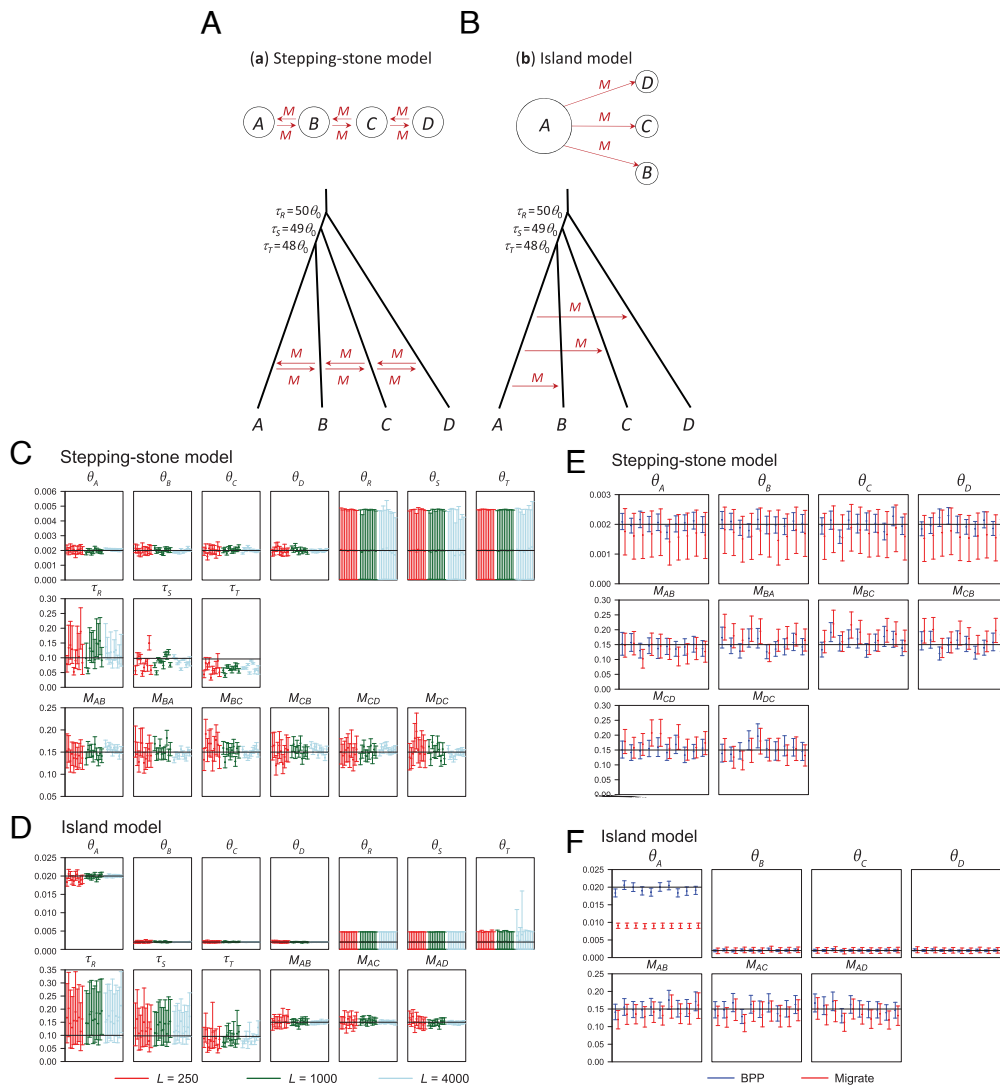 A
B
(a) Stepping-stone model
(b) Island model
M M M
A B C D
M M M
A
M D
M C
M B
τR=50θ0
τS=49θ0
τT=48θ0
τR=50θ0
τS=49θ0
τT=48θ0
M M M
M M M
A B C D
M
M
M
A B C D
C Stepping-stone model
θA θB θC θD θR θS θT
0.006
0.005
0.004
0.003
0.002
0.001
0.000
τR τS τT
0.30
0.25
0.20
0.15
0.10
0.05
0.00
MAB MBA MBC MCB MCD MDC
0.25
0.20
0.15
0.10
0.05
D Island model
θA θB θC θD θR θS θT
0.025
0.020
0.015
0.010
0.005
0.000
τR τS τT MAB MAC MAD
0.35
0.30
0.25
0.20
0.15
0.10
0.05
0.00
L = 250 L = 1000 L = 4000
E Stepping-stone model
θA θB θC θD
0.003
0.002
0.001
0.000
MAB MBA MBC MCB
0.30
0.25
0.20
0.15
0.10
0.05
0.00
MCD MDC
0.30
0.25
0.20
0.15
0.10
0.05
0.00
F Island model
θA θB θC θD
0.025
0.020
0.015
0.010
0.005
0.000
MAB MAC MAD
0.25
0.20
0.15
0.10
0.05
0.00
BPP Migrate